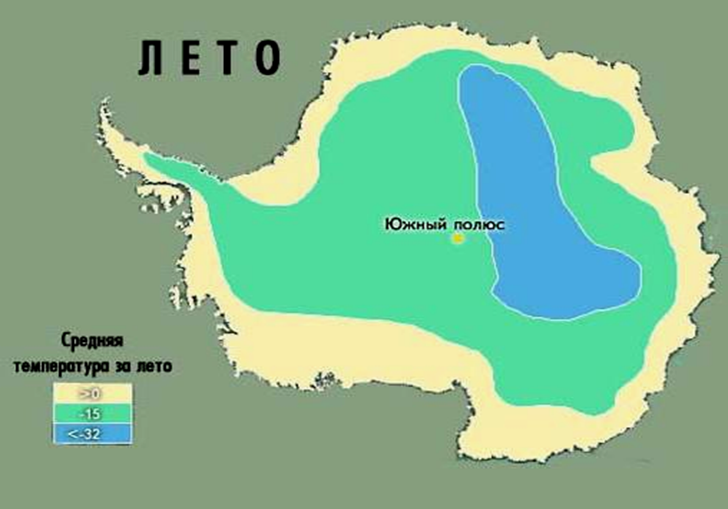 ЛЕТО
Южный полюс
Средняя
температура за лето
>0
-15
<-32